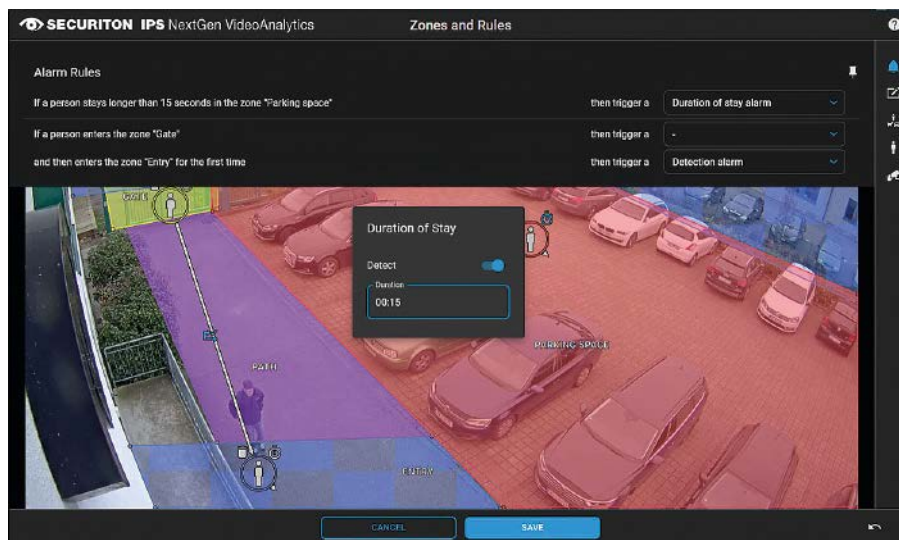 SECURITON IPS NextGen VideoAnalytics
Zones and Rules
Alarm Rules
If a person stays longer than 15 seconds in the zone "Parking space"
then trigger a
Duration of stay alarm
If a person enters the zone "Gate"
then trigger a
-
and then enters the zone "Entry" for the first time
then trigger a
Detection alarm
GATE
Duration of Stay
Detect
Duration
00:15
A
PARKING SPACE
PATH
ENTRY
CANCEL
SAVE